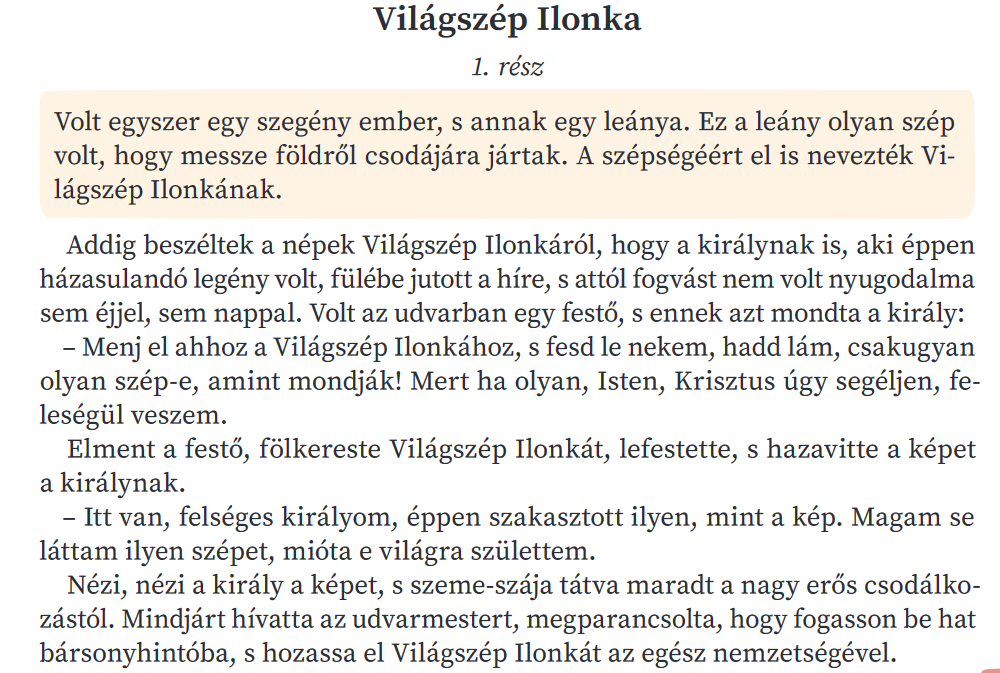 Világszép Ilonka
1. rész
Volt egyszer egy szegény ember, s annak egy leánya. Ez a leány olyan szép
volt, hogy messze földről csodájára jártak. A szépségéért el is nevezték Vi-
lágszép Ilonkának.
Addig beszéltek a népek Világszép Ilonkáról, hogy a királynak is, aki éppen
házasulandó legény volt, fülébe jutott a híre, s attól fogvást nem volt nyugodalma
sem éjjel, sem nappal. Volt az udvarban egy festő, s ennek azt mondta a király:
– Menj el ahhoz a Világszép Ilonkához, s fesd le nekem, hadd lám, csakugyan
olyan szép-e, amint mondják! Mert ha olyan, Isten, Krisztus úgy segéljen, fe-
leségül veszem.
Elment a festő, fölkereste Világszép Ilonkát, lefestette, s hazavitte a képet
a királynak.
– Itt van, felséges királyom, éppen szakasztott ilyen, mint a kép. Magam se
láttam ilyen szépet, mióta e világra születtem.
Nézi, nézi a király a képet, s szeme-szája tátva maradt a nagy erős csodálko-
zástól. Mindjárt hívatta az udvarmestert, megparancsolta, hogy fogasson be hat
bársonyhintóba, s hozassa el Világszép Ilonkát az egész nemzetségével.